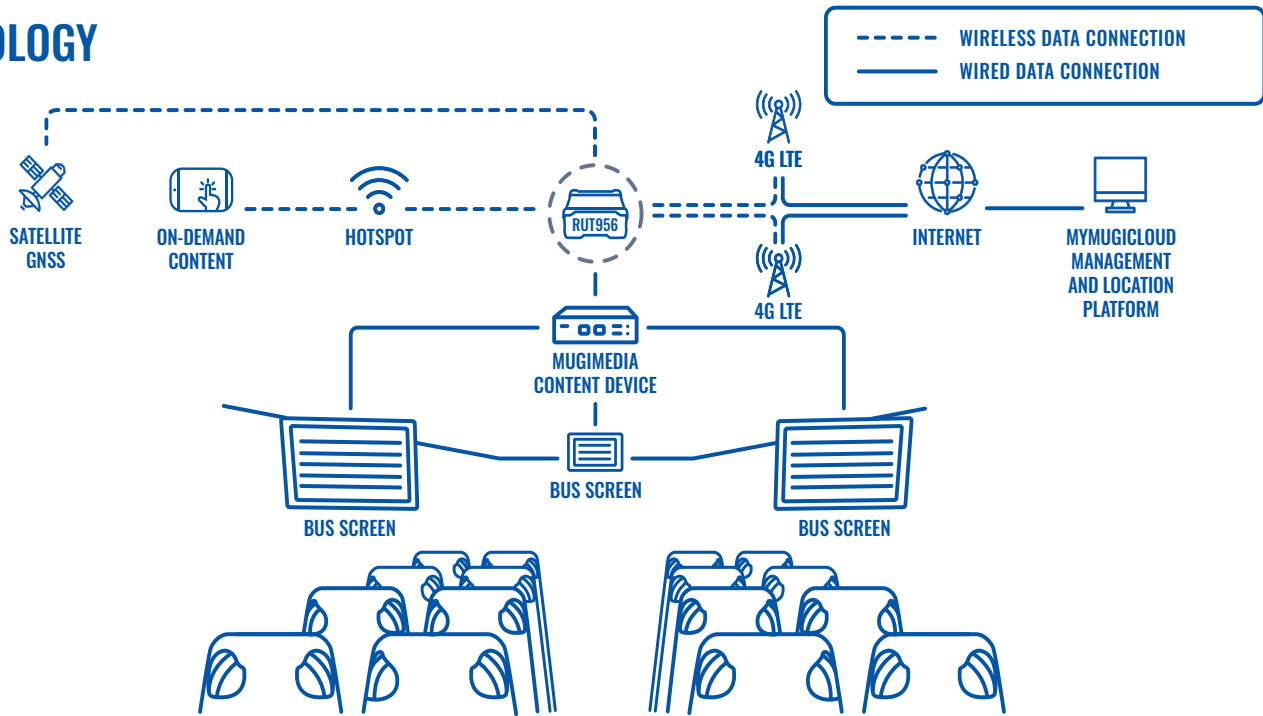 OLOGY
WIRELESS DATA CONNECTION
WIRED DATA CONNECTION
4G LTE
RUT956
SATELLITE
GNSS
ON-DEMAND
CONTENT
HOTSPOT
INTERNET
MYMUGICLOUD
MANAGEMENT
AND LOCATION
PLATFORM
4G LTE
MUGIMEDIA
CONTENT DEVICE
BUS SCREEN
BUS SCREEN
BUS SCREEN